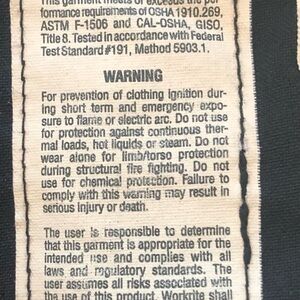 This garment meets or exceeds the per-
formance requirements of OSHA 1910.269,
ASTM F-1506 and CAL-OSHA, GISO,
Title 8. Tested in accordance with Federal
Test Standard #191, Method 5903.1.
WARNING
For prevention of clothing ignition dur-
ing short term and emergency expo-
sure to flame or electric arc. Do not use
for protection against continuous ther-
mal loads, hot liquids or steam. Do not
wear alone for limb/torso protection
during structural fire fighting. Do not
use for chemical protection. Failure to
comply with this warning may result in
serious injury or death.
The user is responsible to determine
that this garment is appropriate for the
intended use and complies with all
laws and regulatory standards. The
user assumes all risks associated with
the use of this product. Workrite shall